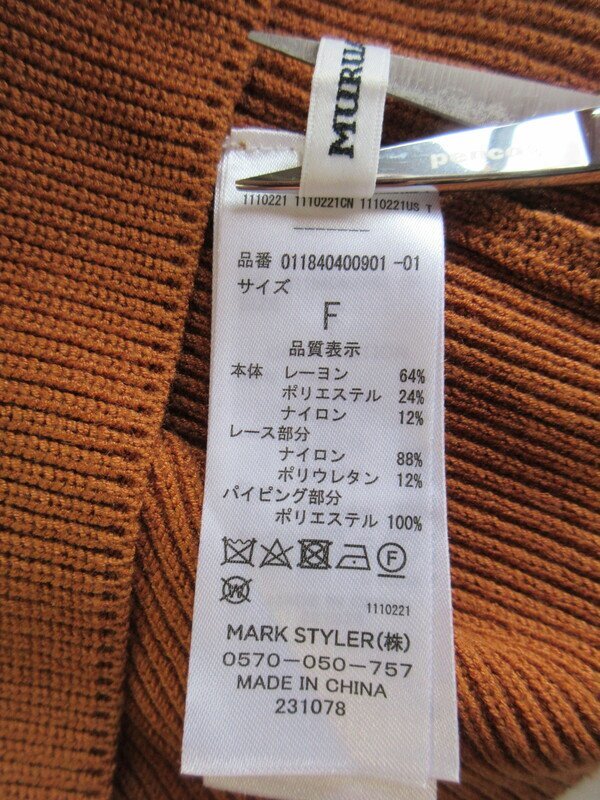 MURUA
penco
1110221 1110221CN 1110221US T
品番 011840400901 -01
サイズ
F
品質表示
本体 レーヨン 64%
ポリエステル 24%
ナイロン 12%
レース部分
ナイロン 88%
ポリウレタン 12%
パイピング部分
ポリエステル 100%
F
W
1110221
MARK STYLER(株)
0570-050-757
MADE IN CHINA
231078